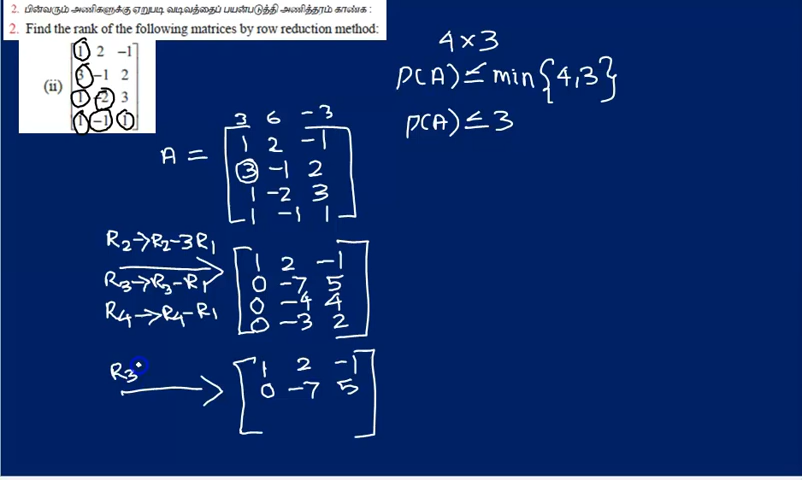 2. பின்வரும் அணிகளுக்கு ஏறுபடி வடிவத்தைப் பயன்படுத்தி அணித்தரம் காண்க :
2. Find the rank of the following matrices by row reduction method:
(ii)
1 2 −1
3 −1 2
1 −2 3
1 −1 1
4 × 3
ρ(A) ≤ min {4,3}
ρ(A) ≤ 3
3 6 −3
A =
1 2 −1
3 −1 2
1 −2 3
1 −1 1
R2→R2−3R1
R3→R3−R1
R4→R4−R1
1 2 −1
0 −7 5
0 −4 4
0 −3 2
R3
1 2 −1
0 −7 5